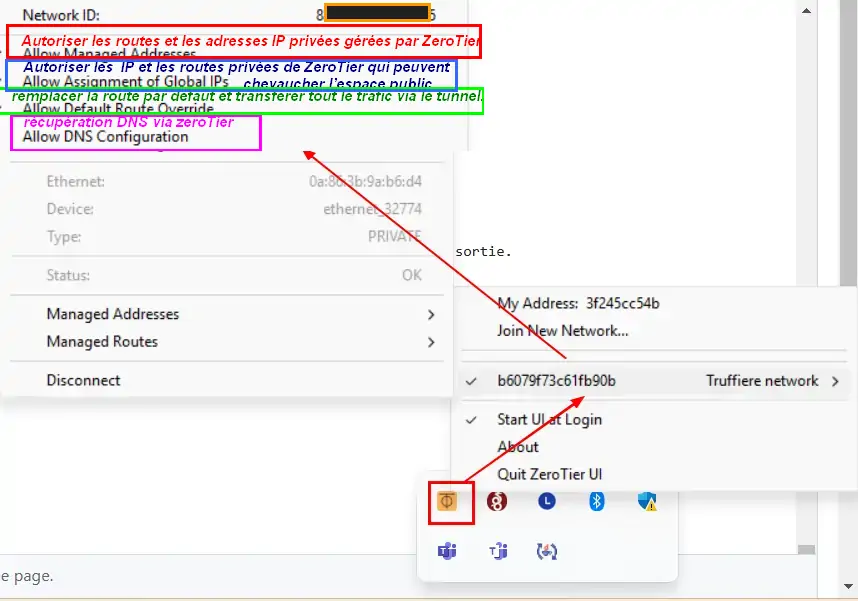 Network ID: 8 5
Autoriser les routes et les adresses IP privées gérées par ZeroTier
Allow Managed Addresses
Autoriser les IP et les routes privées de ZeroTier qui peuvent
Allow Assignment of Global IPs chevaucher l'espace public
remplacer la route par défaut et transférer tout le trafic via le tunnel.
Allow Default Route Override
récupération DNS via zeroTier
Allow DNS Configuration
Ethernet: 0a:86:3b:9a:b6:d4
Device: ethernet_32774
Type: PRIVATE
sortie.
Status: OK
My Address: 3f245cc54b
Managed Addresses
Join New Network...
Managed Routes
Disconnect
b6079f73c61fb90b Truffiere network
Start UI at Login
About
Quit ZeroTier UI
L
T
e page.